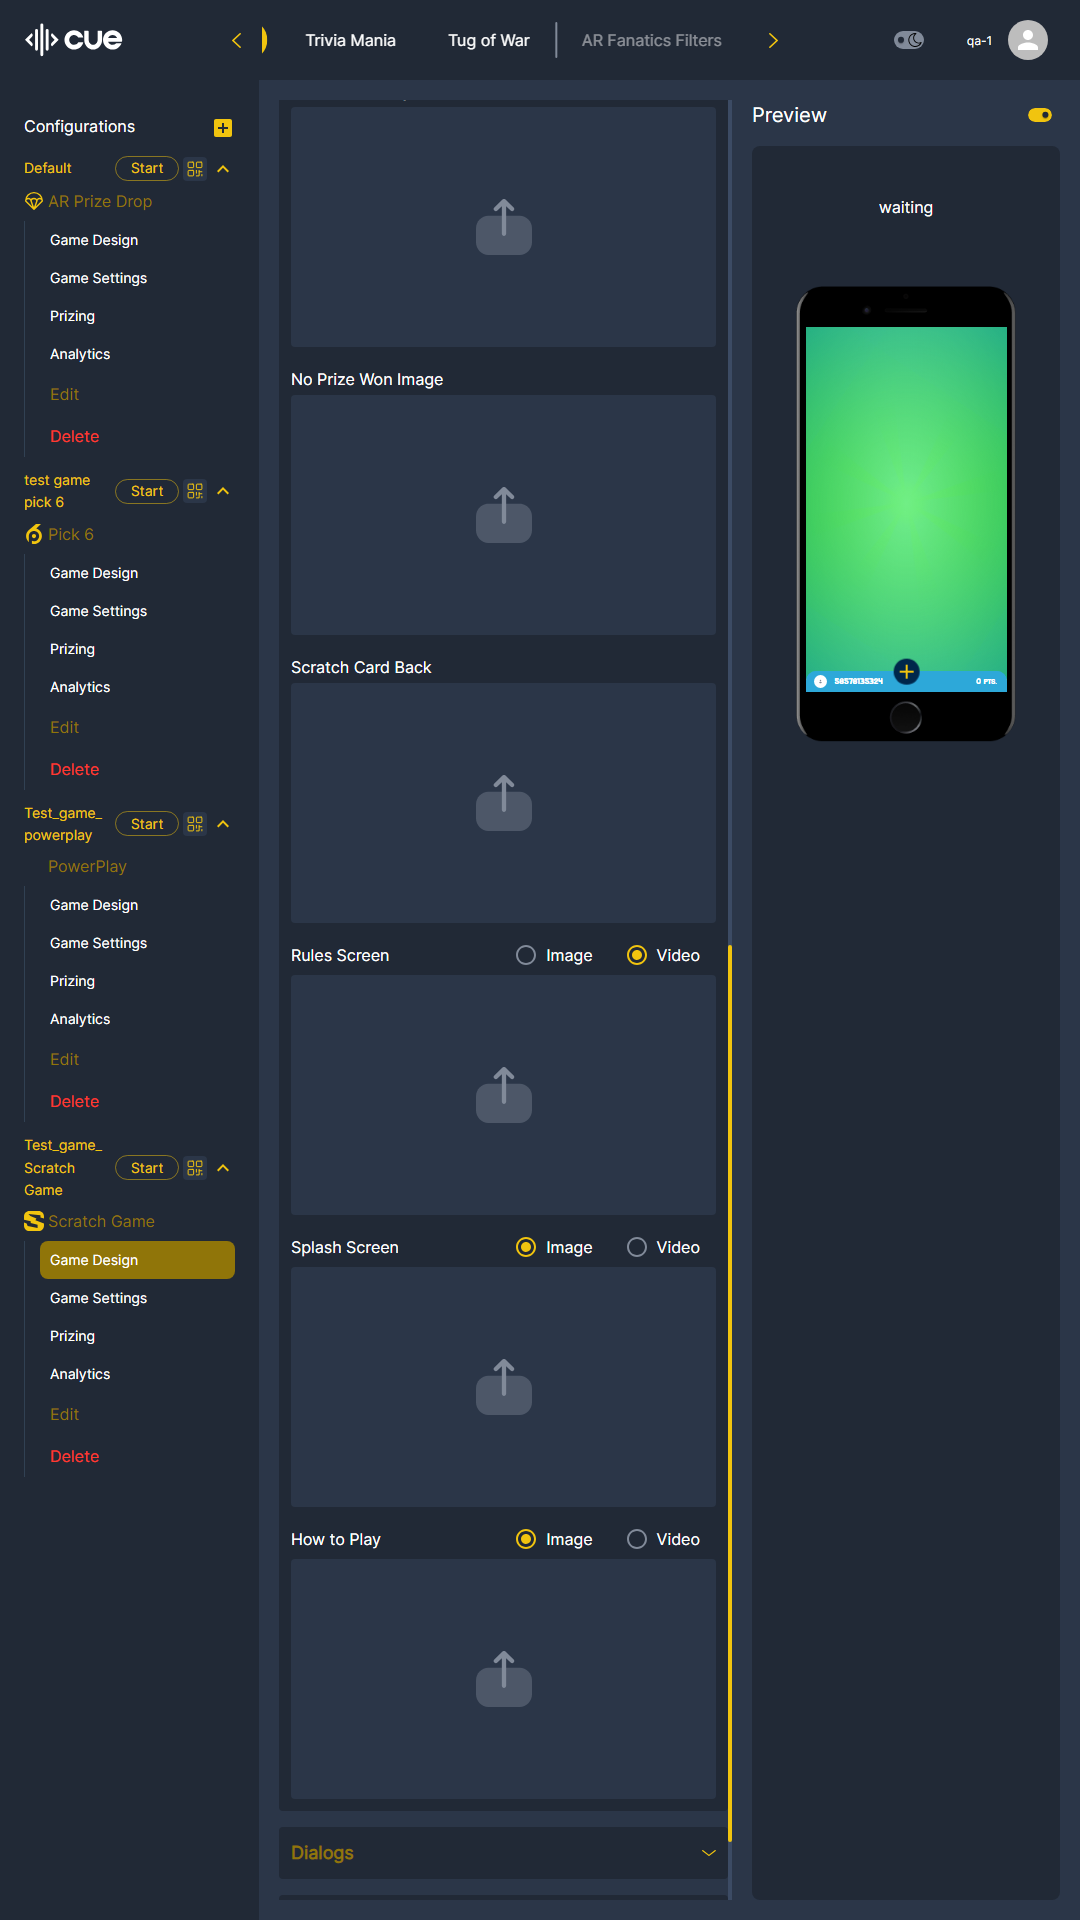 cue
Trivia Mania
Tug of War
AR Fanatics Filters
qa-1
Configurations
Default
Start
AR Prize Drop
Game Design
Game Settings
Prizing
Analytics
Edit
Delete
test game
pick 6
Start
Pick 6
Game Design
Game Settings
Prizing
Analytics
Edit
Delete
Test_game_
powerplay
Start
PowerPlay
Game Design
Game Settings
Prizing
Analytics
Edit
Delete
Test_game_
Scratch
Game
Start
Scratch Game
Game Design
Game Settings
Prizing
Analytics
Edit
Delete
No Prize Won Image
Scratch Card Back
Rules Screen
Image
Video
Splash Screen
Image
Video
How to Play
Image
Video
Dialogs
Preview
waiting
0 PTS.